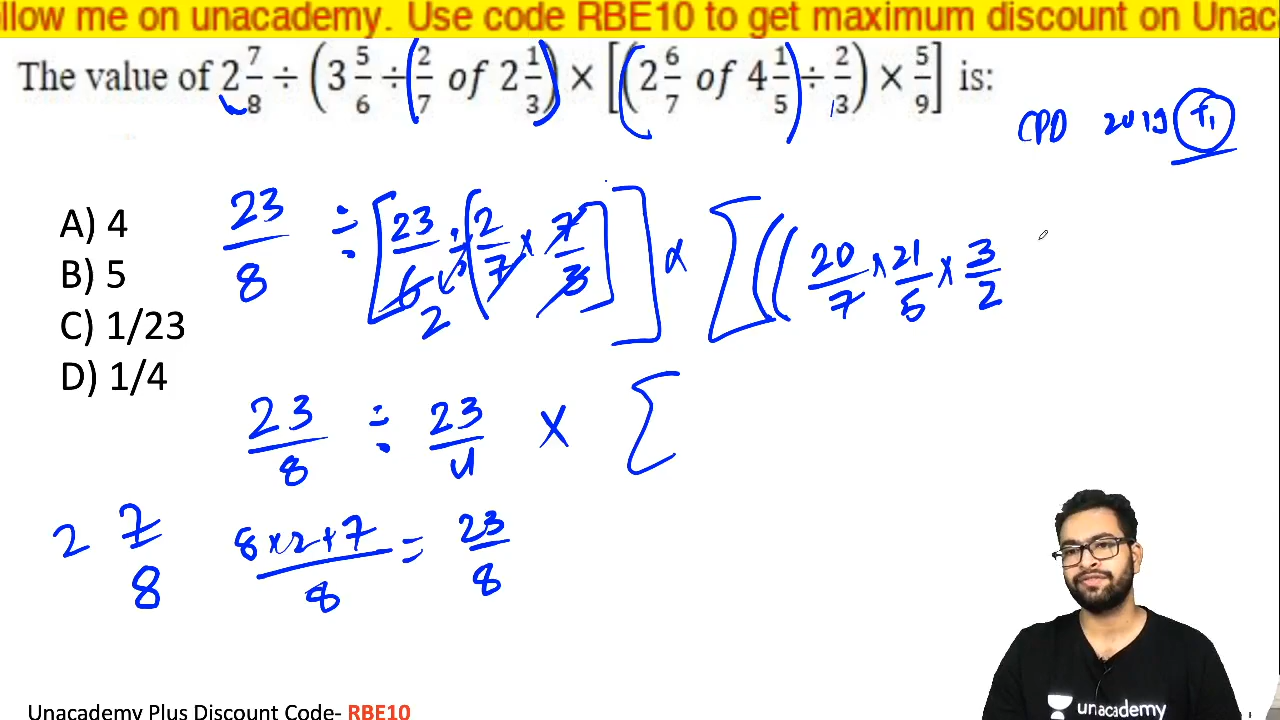 ollow me on unacademy. Use code RBE10 to get maximum discount on Unac
The value of 2 7/8 ÷ (3 5/6 ÷ (2/7 of 2 1/3) × [(2 6/7 of 4 1/5) ÷ 2/3) × 5/9] is:
CPD 2019 T1
A) 4
B) 5
C) 1/23
D) 1/4
23/8 ÷ [23/6 ÷ (2/7 × 7/3]] × [((20/7 × 21/5 × 3/2
2
23/8 ÷ 23/4 × [
2 7/8 8×2+7/8 = 23/8
unacademy
Unacademy Plus Discount Code- RBE10